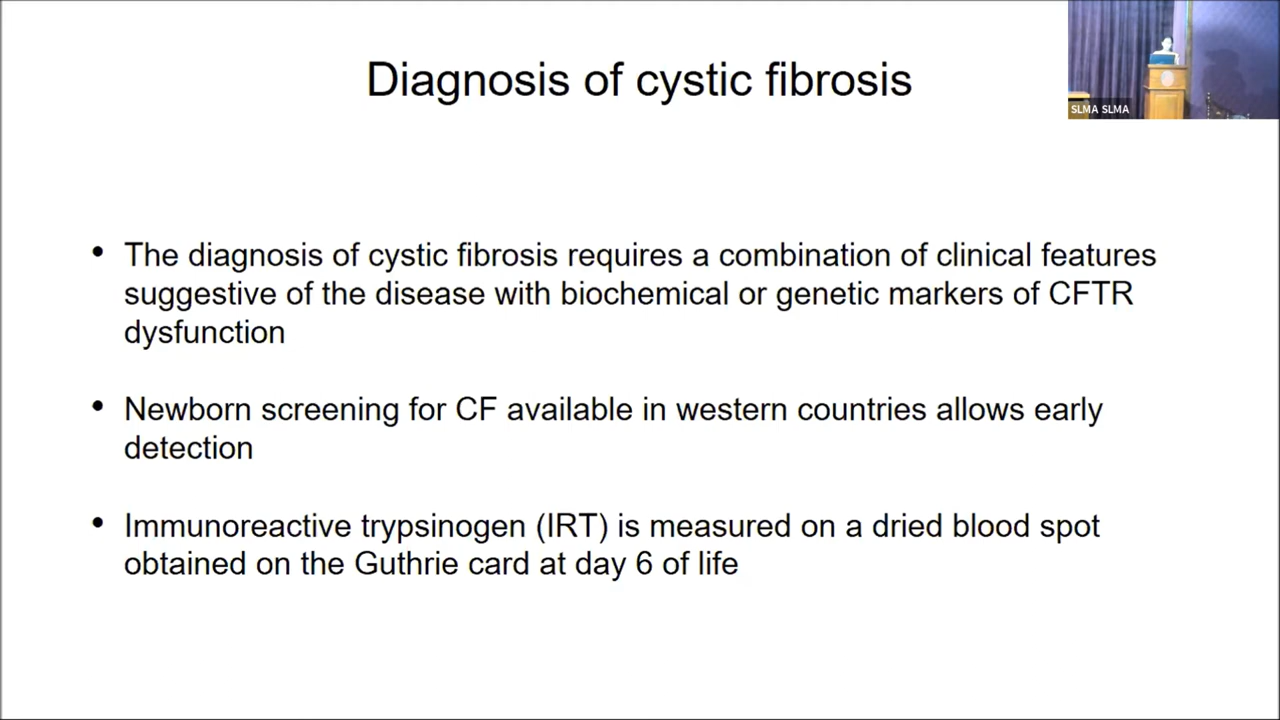 Diagnosis of cystic fibrosis
SLMA SLMA
• The diagnosis of cystic fibrosis requires a combination of clinical features
suggestive of the disease with biochemical or genetic markers of CFTR
dysfunction
• Newborn screening for CF available in western countries allows early
detection
• Immunoreactive trypsinogen (IRT) is measured on a dried blood spot
obtained on the Guthrie card at day 6 of life